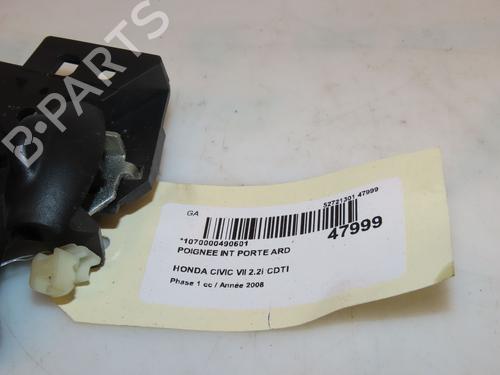 B-PARTS
GA
52721301 47999
47999
*1070000490601
POIGNEE INT PORTE ARD
HONDA CIVIC VII 2.2i CDTI
Phase 1 cc / Année 2006